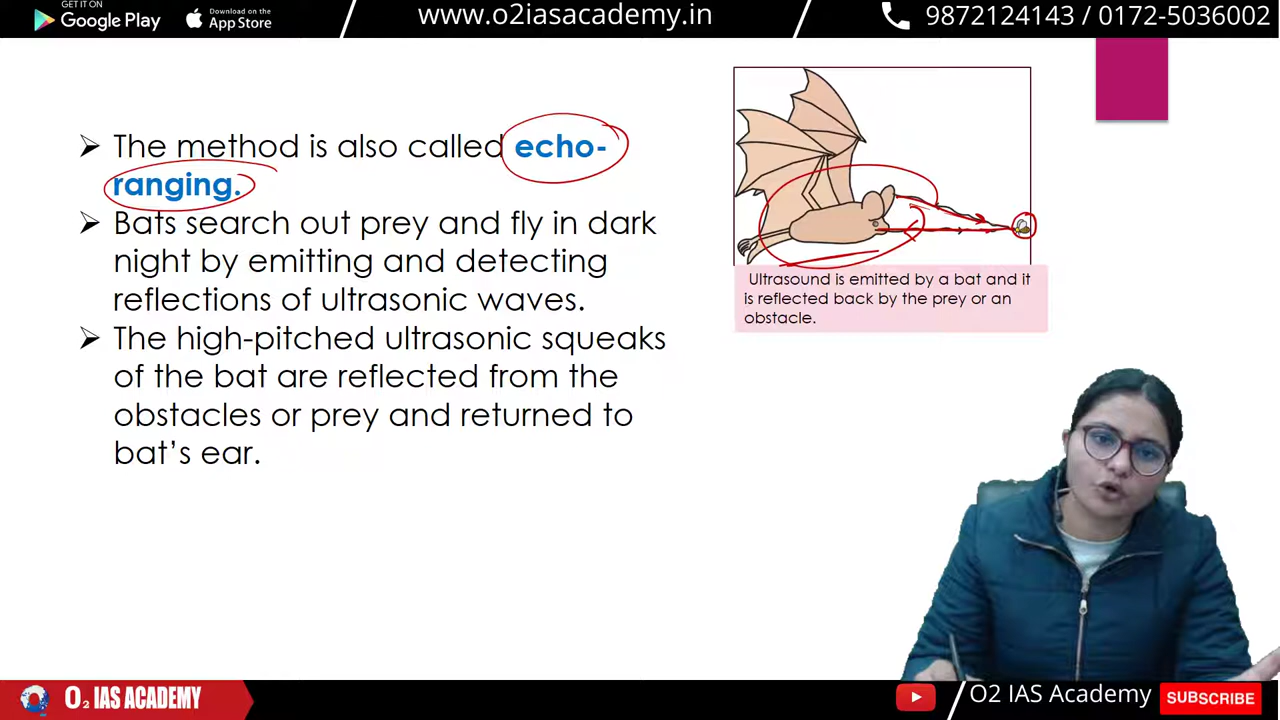 GET IT ON
Google Play
Download on the
App Store
www.o2iasacademy.in
9872124143 / 0172-5036002
➢ The method is also called echo-
ranging.
➢ Bats search out prey and fly in dark
night by emitting and detecting
reflections of ultrasonic waves.
➢ The high-pitched ultrasonic squeaks
of the bat are reflected from the
obstacles or prey and returned to
bat’s ear.
Ultrasound is emitted by a bat and it
is reflected back by the prey or an
obstacle.
O₂ IAS ACADEMY
O2 IAS Academy
SUBSCRIBE